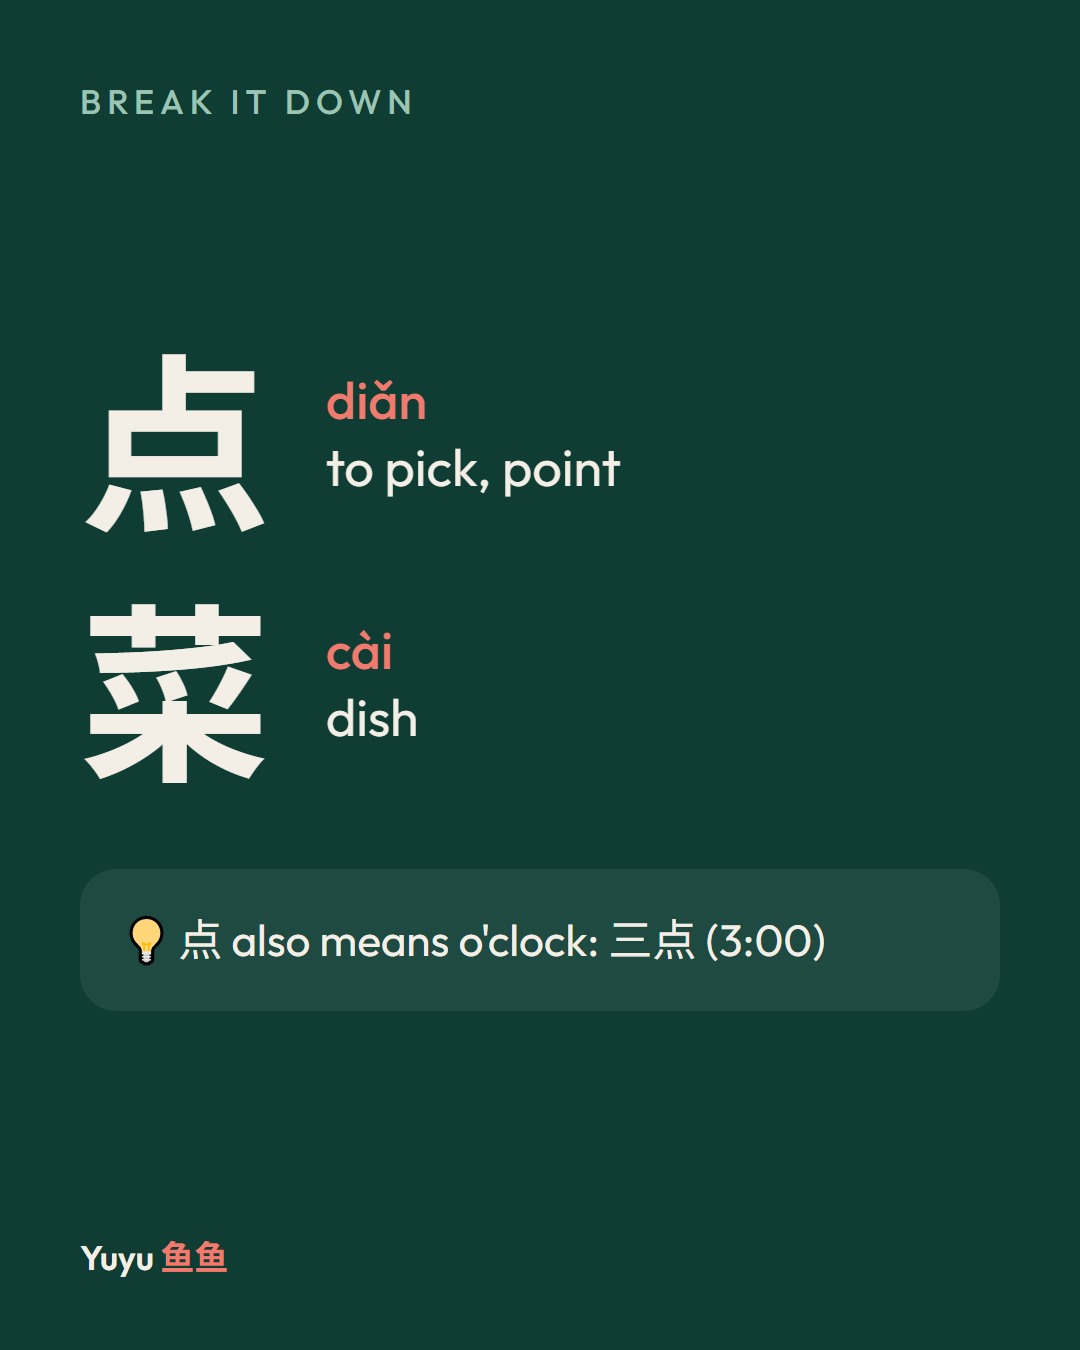 BREAK IT DOWN
点
diǎn
to pick, point
菜
cài
dish
💡 点 also means o'clock: 三点 (3:00)
Yuyu 鱼鱼